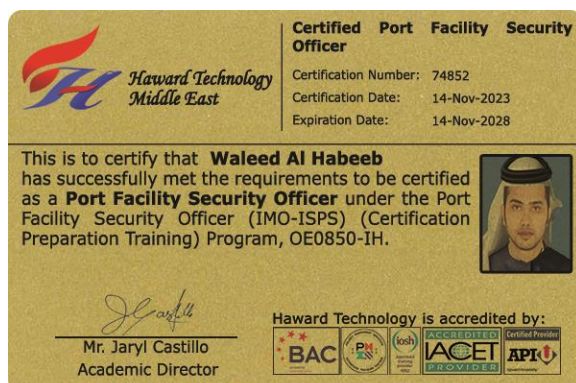 Haward Technology
Middle East
Certified Port Facility Security
Officer
Certification Number: 74852
Certification Date: 14-Nov-2023
Expiration Date: 14-Nov-2028
This is to certify that Waleed Al Habeeb
has successfully met the requirements to be certified
as a Port Facility Security Officer under the Port
Facility Security Officer (IMO-ISPS) (Certification
Preparation Training) Program, OE0850-IH.
Mr. Jaryl Castillo
Academic Director
Haward Technology is accredited by:
BAC
iosh
ACCREDITED
IACET
PROVIDER
Certified Provider
API